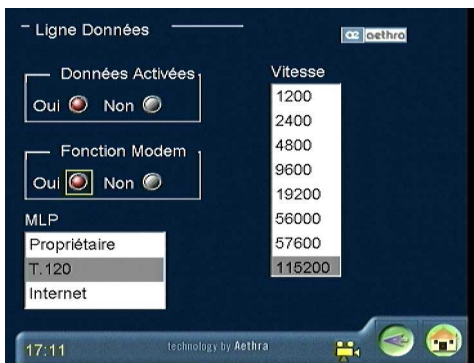 Ligne Données
aethra
Données Activées
Oui Non
Fonction Modem
Oui Non
MLP
Propriétaire
T.120
Internet
Vitesse
1200
2400
4800
9600
19200
56000
57600
115200
17:11
technology by Aethra